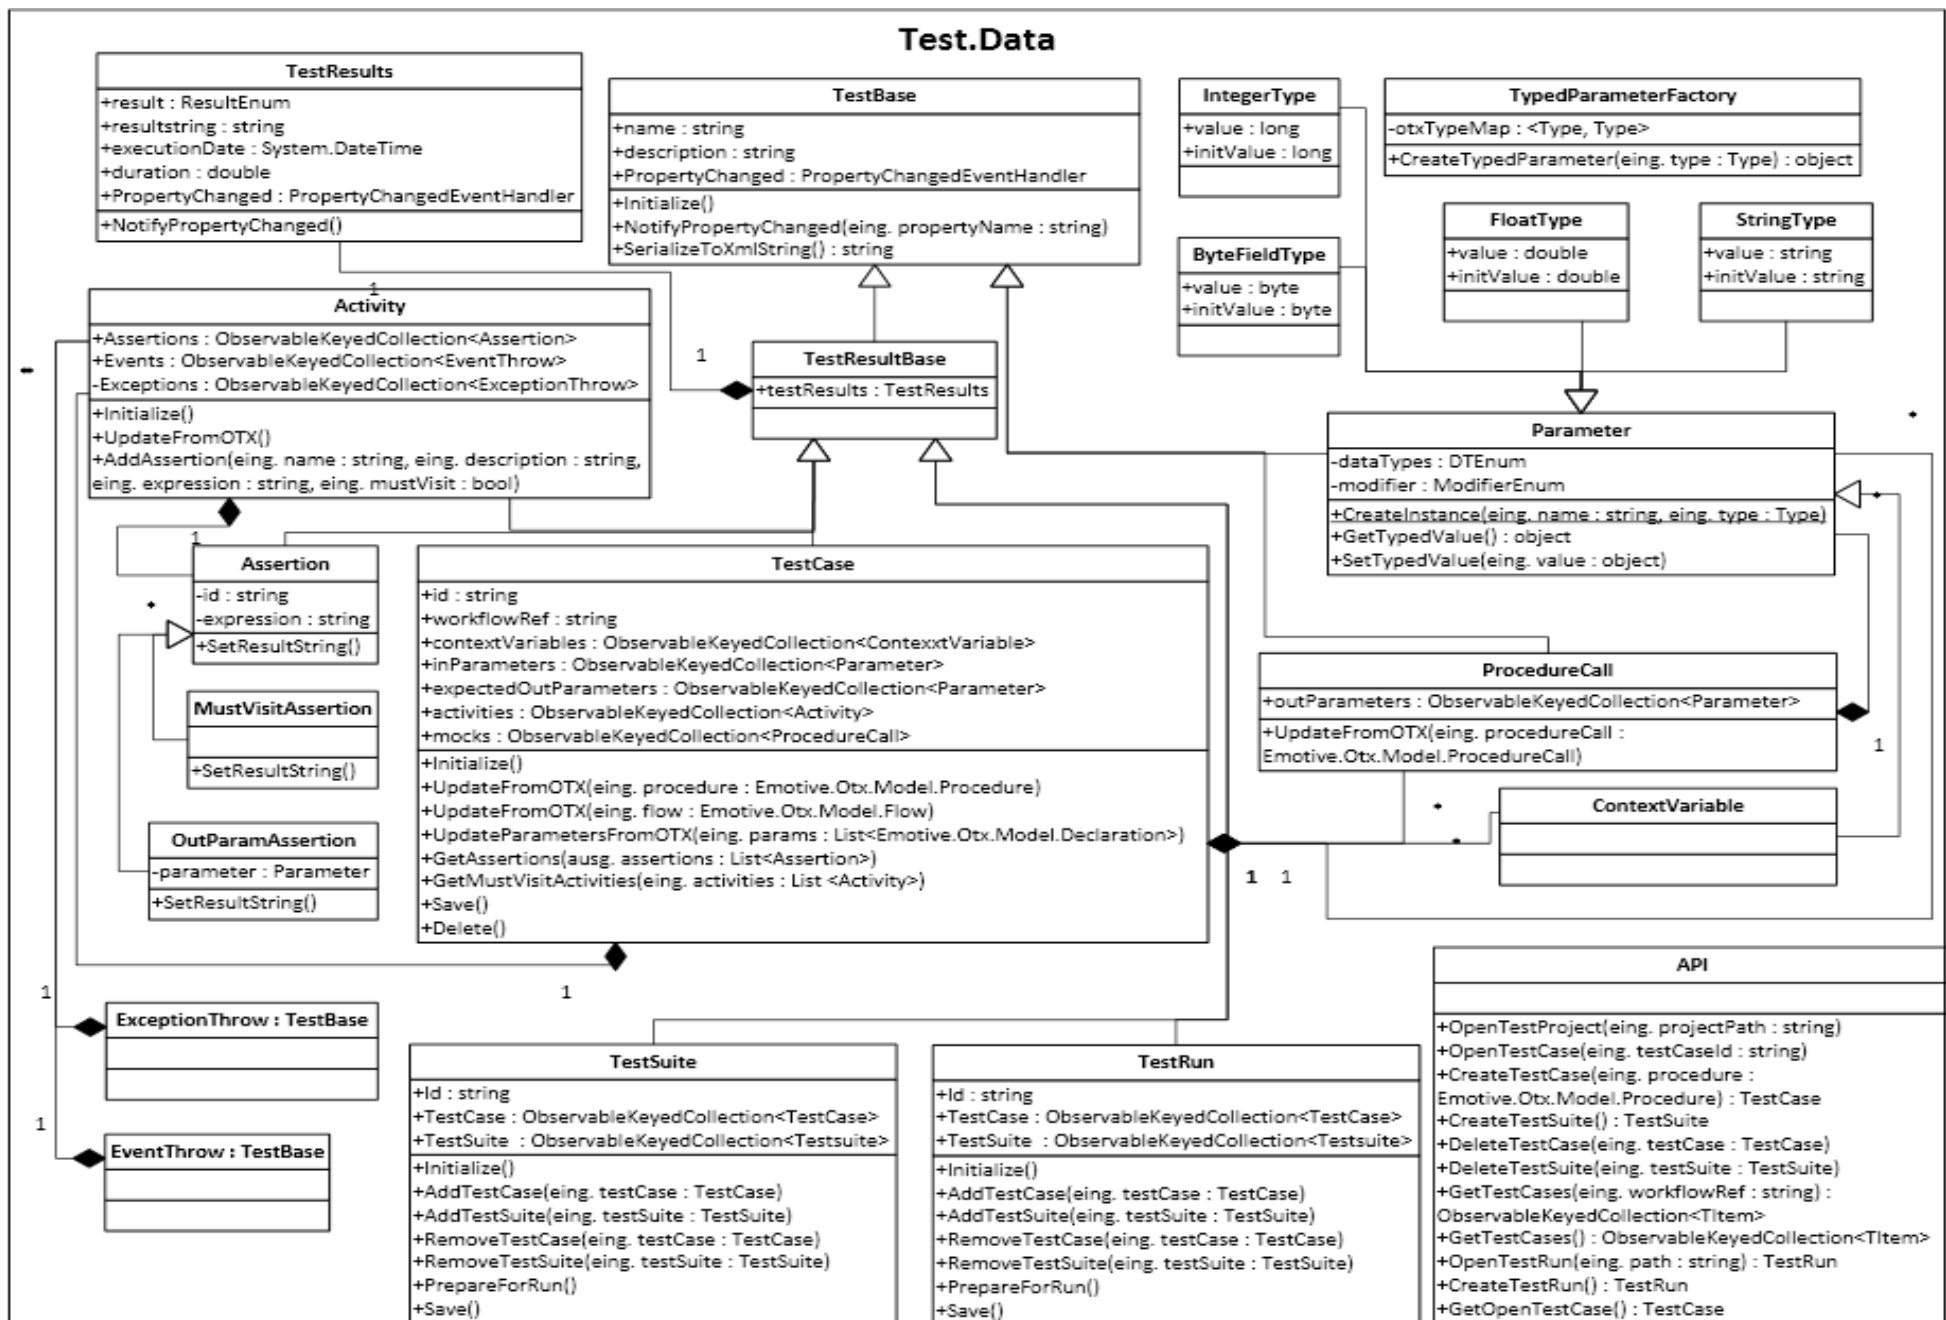 Test.Data
TestResults
+result : ResultEnum
+resultstring : string
+executionDate : System.DateTime
+duration : double
+PropertyChanged : PropertyChangedEventHandler
+NotifyPropertyChanged()
TestBase
+name : string
+description : string
+PropertyChanged : PropertyChangedEventHandler
+Initialize()
+NotifyPropertyChanged(eing. propertyName : string)
+SerializeToXmlString() : string
IntegerType
+value : long
+initValue : long
TypedParameterFactory
-otxTypeMap : <Type, Type>
+CreateTypedParameter(eing. type : Type) : object
ByteFieldType
+value : byte
+initValue : byte
FloatType
+value : double
+initValue : double
StringType
+value : string
+initValue : string
1
Activity
+Assertions : ObservableKeyedCollection<Assertion>
+Events : ObservableKeyedCollection<EventThrow>
-Exceptions : ObservableKeyedCollection<ExceptionThrow>
+Initialize()
+UpdateFromOTX()
+AddAssertion(eing. name : string, eing. description : string,
eing. expression : string, eing. mustVisit : bool)
1
TestResultBase
+testResults : TestResults
*
Parameter
-dataTypes : DTEnum
-modifier : ModifierEnum
+CreateInstance(eing. name : string, eing. type : Type)
+GetTypedValue() : object
+SetTypedValue(eing. value : object)
*
1
Assertion
-id : string
-expression : string
+SetResultString()
*
MustVisitAssertion
+SetResultString()
OutParamAssertion
-parameter : Parameter
+SetResultString()
TestCase
+id : string
+workflowRef : string
+contextVariables : ObservableKeyedCollection<ContexxtVariable>
+inParameters : ObservableKeyedCollection<Parameter>
+expectedOutParameters : ObservableKeyedCollection<Parameter>
+activities : ObservableKeyedCollection<Activity>
+mocks : ObservableKeyedCollection<ProcedureCall>
+Initialize()
+UpdateFromOTX(eing. procedure : Emotive.Otx.Model.Procedure)
+UpdateFromOTX(eing. flow : Emotive.Otx.Model.Flow)
+UpdateParametersFromOTX(eing. params : List<Emotive.Otx.Model.Declaration>)
+GetAssertions(ausg. assertions : List<Assertion>)
+GetMustVisitActivities(eing. activities : List <Activity>)
+Save()
+Delete()
ProcedureCall
+outParameters : ObservableKeyedCollection<Parameter>
+UpdateFromOTX(eing. procedureCall :
Emotive.Otx.Model.ProcedureCall)
1
*
*
ContextVariable
1 1
1
1
ExceptionThrow : TestBase
1
EventThrow : TestBase
TestSuite
+Id : string
+TestCase : ObservableKeyedCollection<TestCase>
+TestSuite : ObservableKeyedCollection<Testsuite>
+Initialize()
+AddTestCase(eing. testCase : TestCase)
+AddTestSuite(eing. testSuite : TestSuite)
+RemoveTestCase(eing. testCase : TestCase)
+RemoveTestSuite(eing. testSuite : TestSuite)
+PrepareForRun()
+Save()
TestRun
+Id : string
+TestCase : ObservableKeyedCollection<TestCase>
+TestSuite : ObservableKeyedCollection<Testsuite>
+Initialize()
+AddTestCase(eing. testCase : TestCase)
+AddTestSuite(eing. testSuite : TestSuite)
+RemoveTestCase(eing. testCase : TestCase)
+RemoveTestSuite(eing. testSuite : TestSuite)
+PrepareForRun()
+Save()
API
+OpenTestProject(eing. projectPath : string)
+OpenTestCase(eing. testCaseId : string)
+CreateTestCase(eing. procedure :
Emotive.Otx.Model.Procedure) : TestCase
+CreateTestSuite() : TestSuite
+DeleteTestCase(eing. testCase : TestCase)
+DeleteTestSuite(eing. testSuite : TestSuite)
+GetTestCases(eing. workflowRef : string) :
ObservableKeyedCollection<TItem>
+GetTestCases() : ObservableKeyedCollection<TItem>
+OpenTestRun(eing. path : string) : TestRun
+CreateTestRun() : TestRun
+GetOpenTestCase() : TestCase